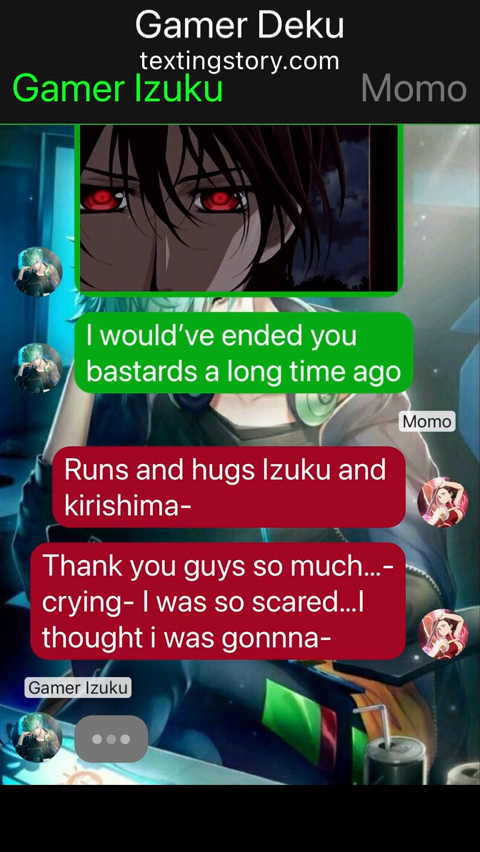 Gamer Deku
textingstory.com
Gamer Izuku
Momo
I would've ended you
bastards a long time ago
Momo
Runs and hugs Izuku and
kirishima-
Thank you guys so much...-
crying- I was so scared...I
thought i was gonnna-
Gamer Izuku